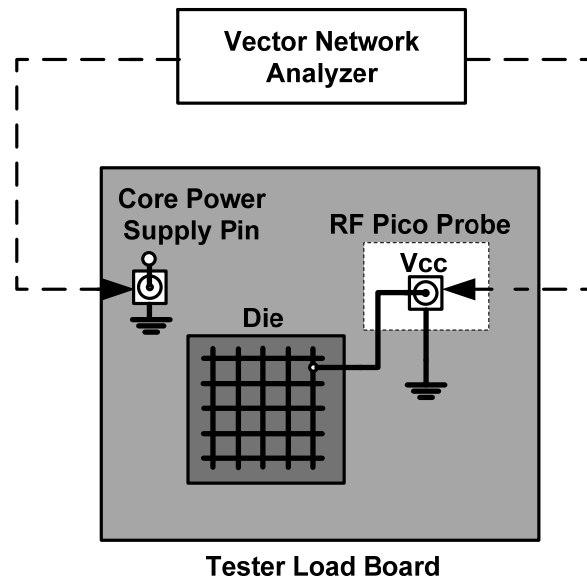 Vector Network
Analyzer
Core Power
Supply Pin
RF Pico Probe
Vcc
Die
Tester Load Board